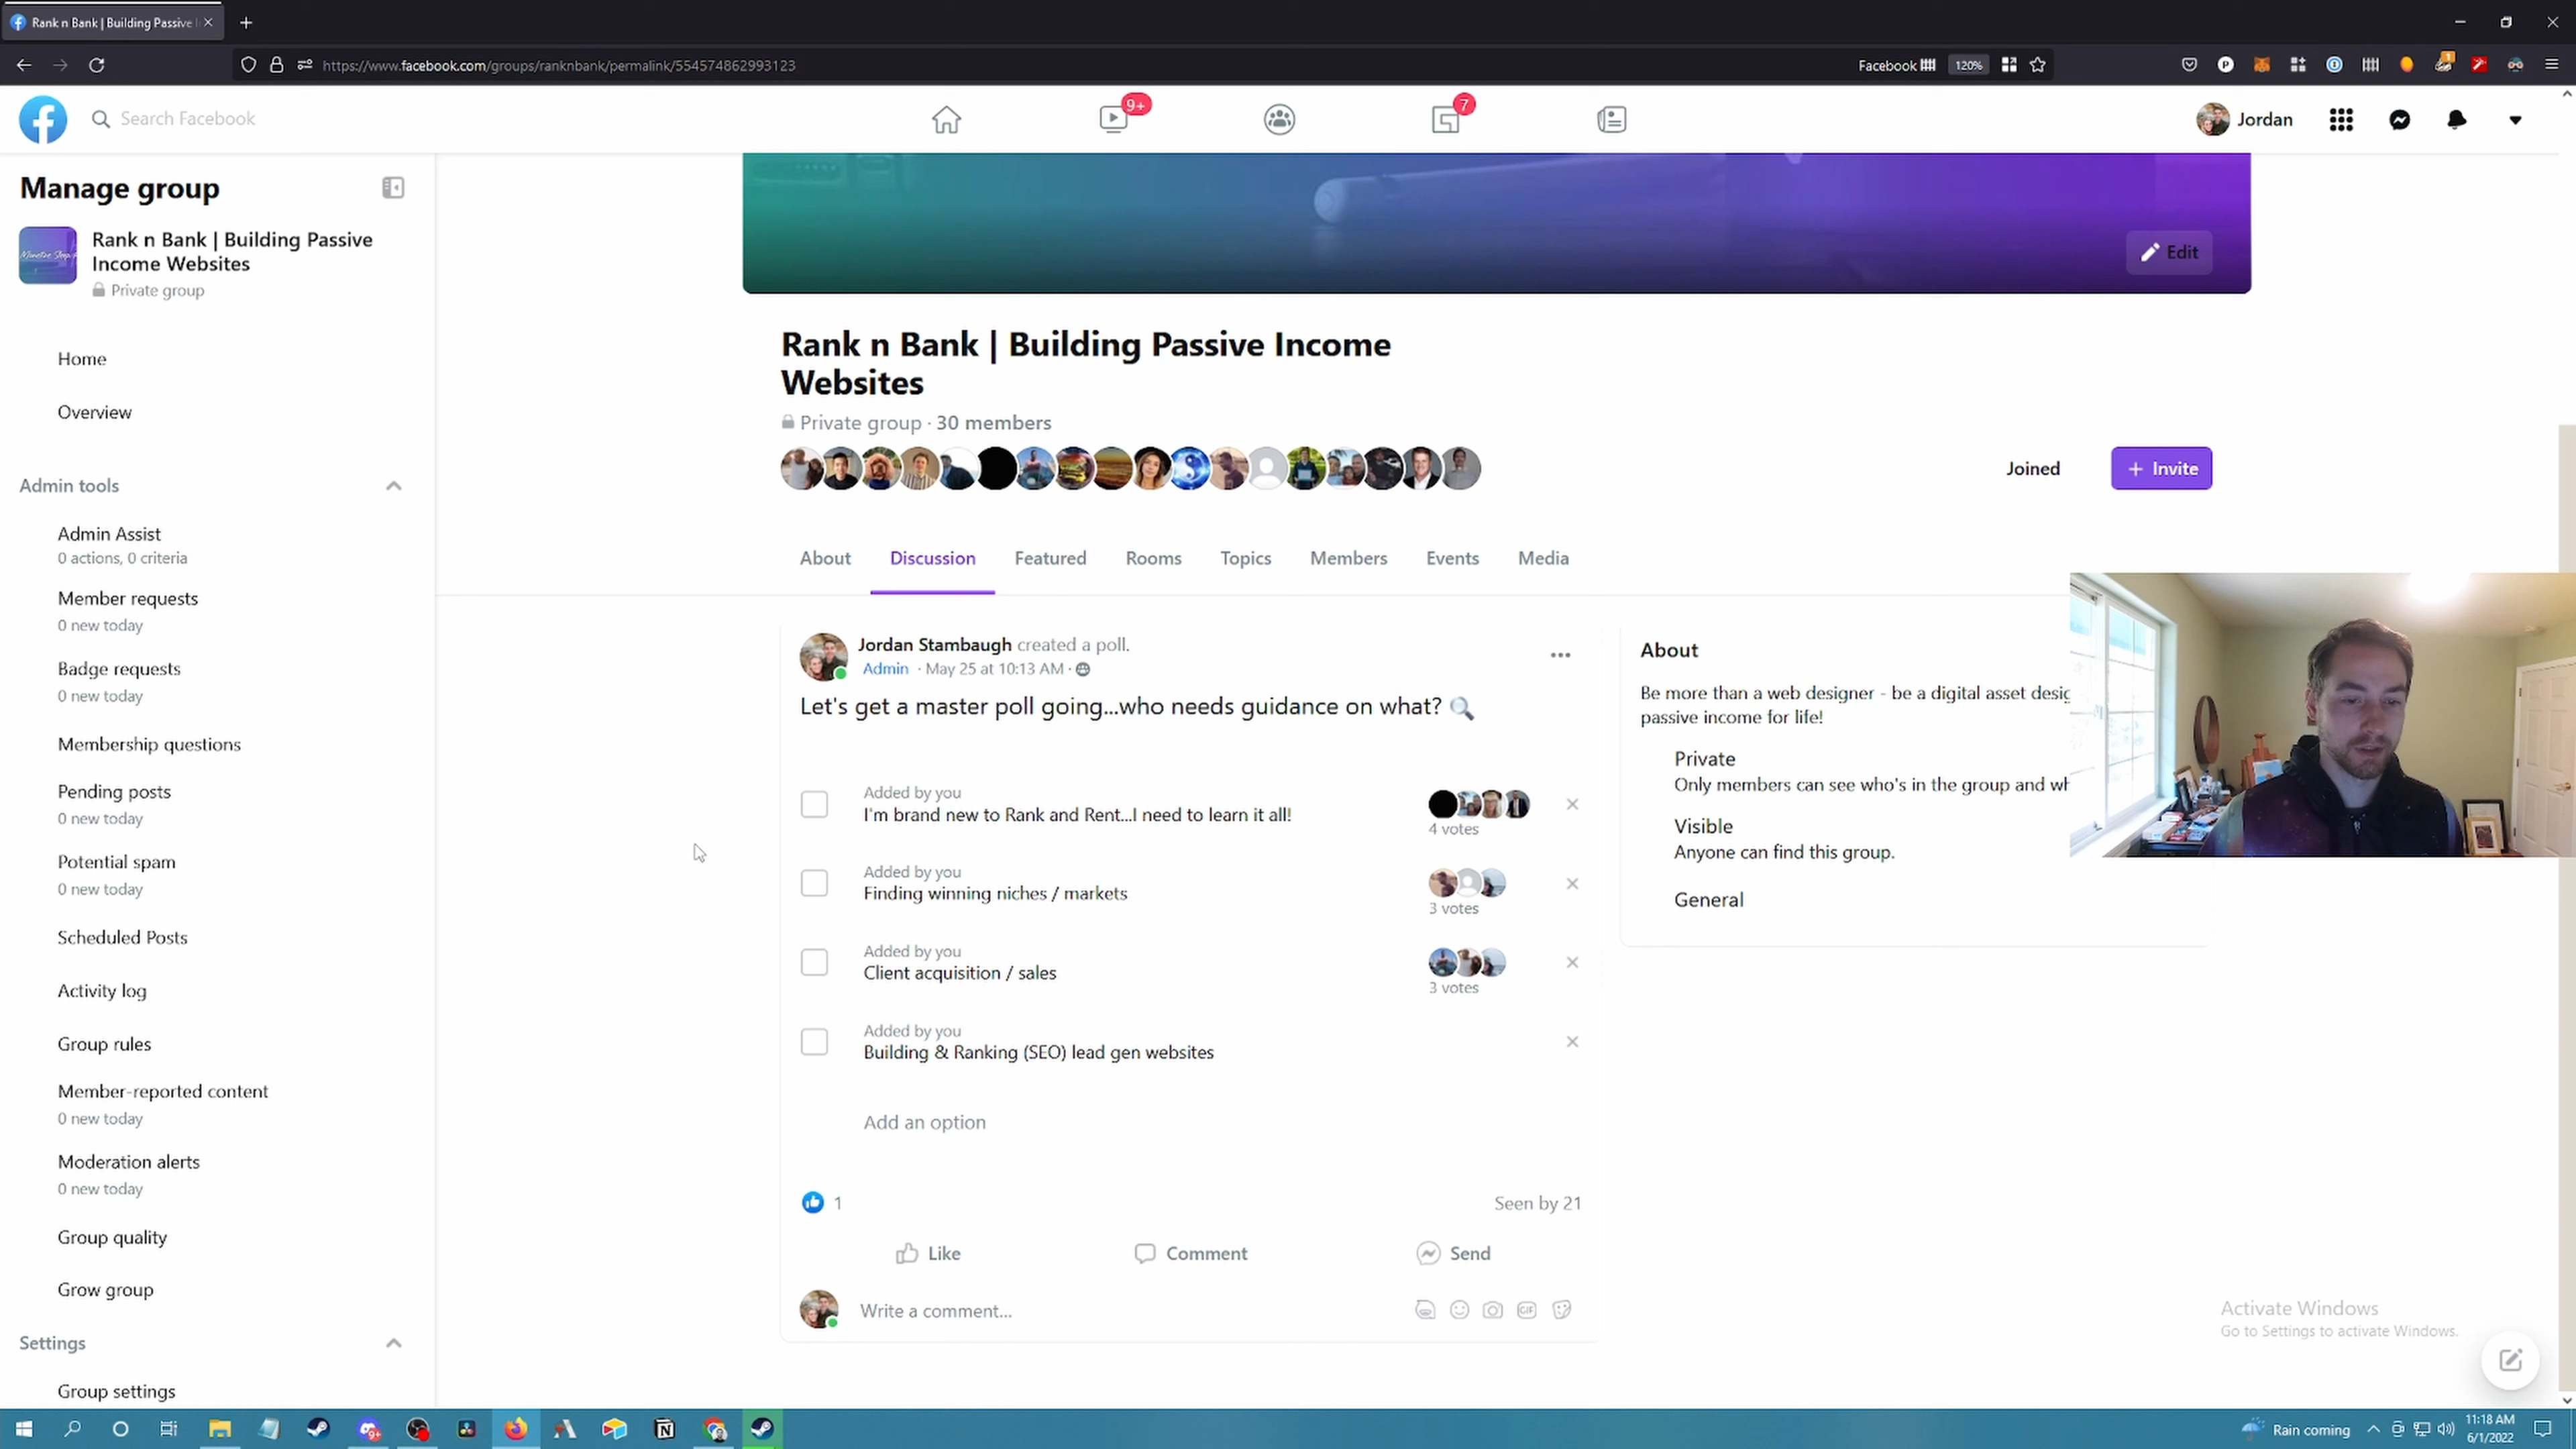 Rank n Bank | Building Passive I
https://www.facebook.com/groups/ranknbank/permalink/554574862993123
Facebook
120%
1
Search Facebook
9+
7
Jordan
Manage group
Rank n Bank | Building Passive
Income Websites
Private group
Home
Overview
Admin tools
Admin Assist
0 actions, 0 criteria
Member requests
0 new today
Badge requests
0 new today
Membership questions
Pending posts
0 new today
Potential spam
0 new today
Scheduled Posts
Activity log
Group rules
Member-reported content
0 new today
Moderation alerts
0 new today
Group quality
Grow group
Settings
Group settings
Edit
Rank n Bank | Building Passive Income
Websites
Private group · 30 members
Joined
+ Invite
About Discussion Featured Rooms Topics Members Events Media
Jordan Stambaugh created a poll.
Admin · May 25 at 10:13 AM ·
Let's get a master poll going...who needs guidance on what?
Added by you
I'm brand new to Rank and Rent...I need to learn it all!
4 votes
Added by you
Finding winning niches / markets
3 votes
Added by you
Client acquisition / sales
3 votes
Added by you
Building & Ranking (SEO) lead gen websites
Add an option
1
Seen by 21
Like Comment Send
Write a comment...
GIF
About
Be more than a web designer - be a digital asset
passive income for life!
Private
Only members can see who's in the group and
Visible
Anyone can find this group.
General
Activate Windows
Go to Settings to activate Windows.
9+
Rain coming
11:18 AM
6/1/2022